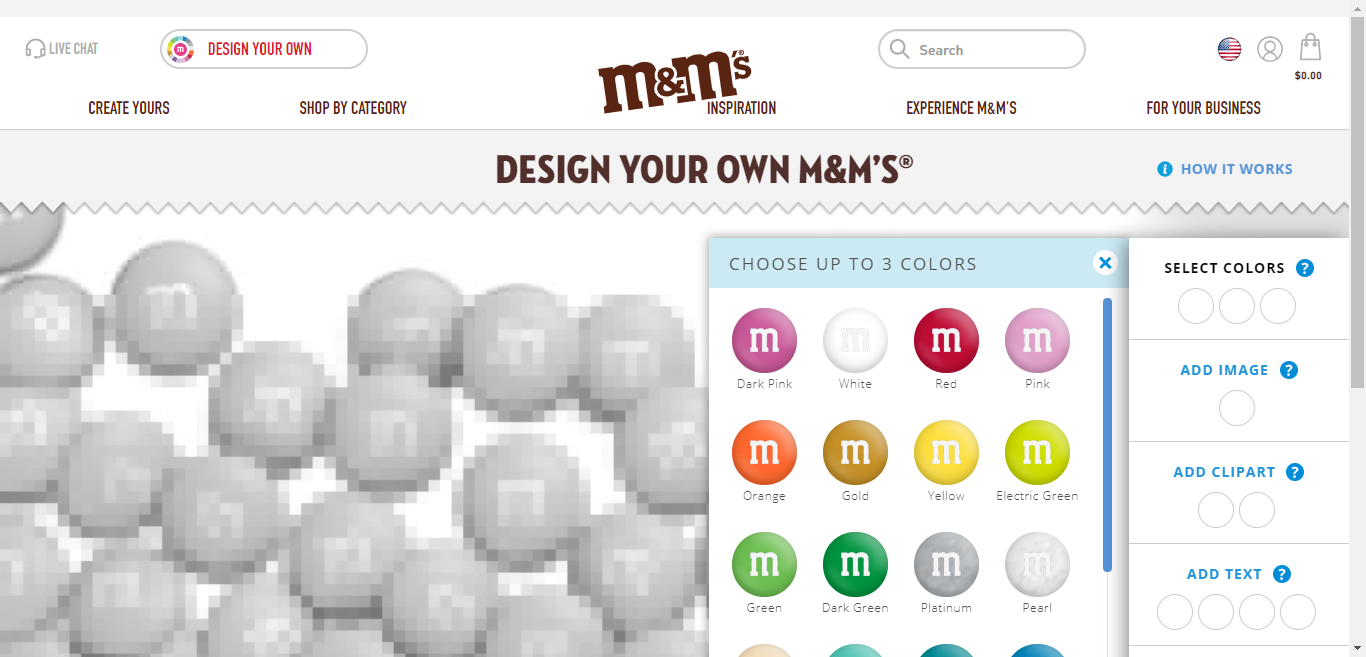 LIVE CHAT
DESIGN YOUR OWN
m&m's®
Search
$0.00
CREATE YOURS
SHOP BY CATEGORY
INSPIRATION
EXPERIENCE M&M'S
FOR YOUR BUSINESS
DESIGN YOUR OWN M&M'S®
HOW IT WORKS
CHOOSE UP TO 3 COLORS
m m m m
Dark Pink White Red Pink
m m m m
Orange Gold Yellow Electric Green
m m m m
Green Dark Green Platinum Pearl
SELECT COLORS ?
ADD IMAGE ?
ADD CLIPART ?
ADD TEXT ?